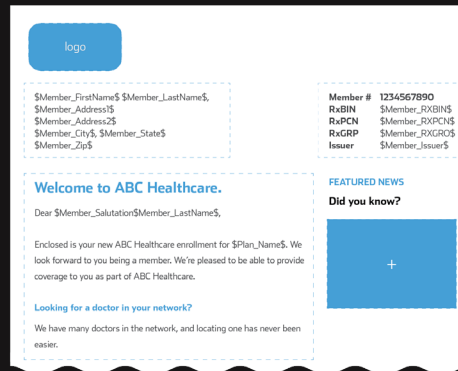 logo
$Member_FirstName$ $Member_LastName$,
$Member_Address1$
$Member_Address2$
$Member_City$, $Member_State$
$Member_Zip$
Member # 1234567890
RxBIN $Member_RXBIN$
RxPCN $Member_RXPCN$
RxGRP $Member_RXGRO$
Issuer $Member_Issuer$
Welcome to ABC Healthcare.
Dear $Member_Salutation$Member_LastName$,
Enclosed is your new ABC Healthcare enrollment for $Plan_Name$. We
look forward to you being a member. We're pleased to be able to provide
coverage to you as part of ABC Healthcare.
Looking for a doctor in your network?
We have many doctors in the network, and locating one has never been
easier.
FEATURED NEWS
Did you know?
+